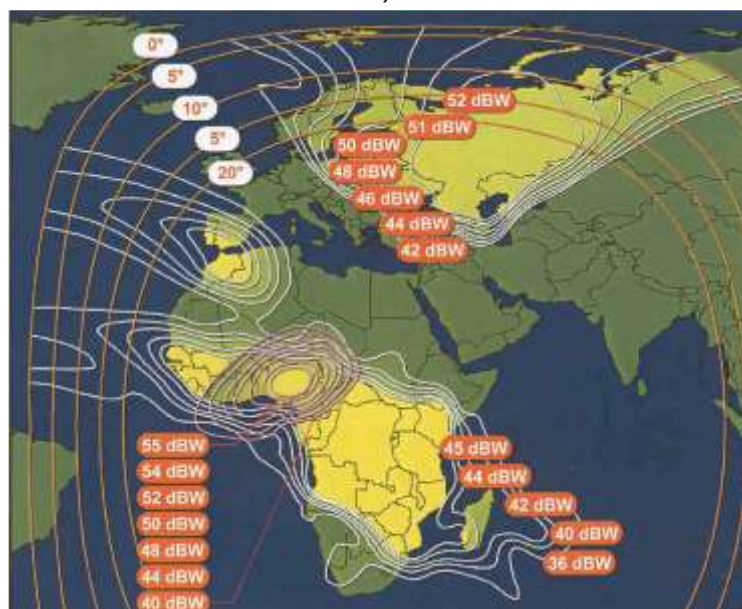 0°
5°
10°
5°
20°
52 dBW
51 dBW
50 dBW
48 dBW
46 dBW
44 dBW
42 dBW
55 dBW
54 dBW
52 dBW
50 dBW
48 dBW
44 dBW
40 dBW
45 dBW
44 dBW
42 dBW
40 dBW
36 dBW